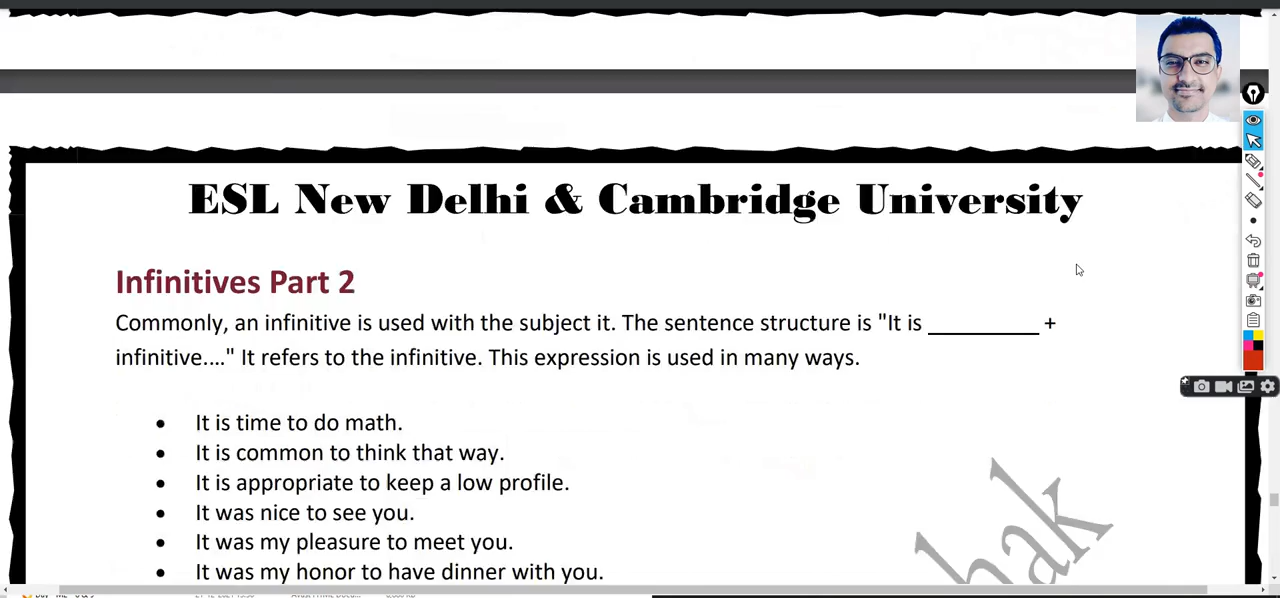 ESL New Delhi & Cambridge University
Infinitives Part 2
Commonly, an infinitive is used with the subject it. The sentence structure is "It is __________ +
infinitive...." It refers to the infinitive. This expression is used in many ways.
• It is time to do math.
• It is common to think that way.
• It is appropriate to keep a low profile.
• It was nice to see you.
• It was my pleasure to meet you.
• It was my honor to have dinner with you.
hak